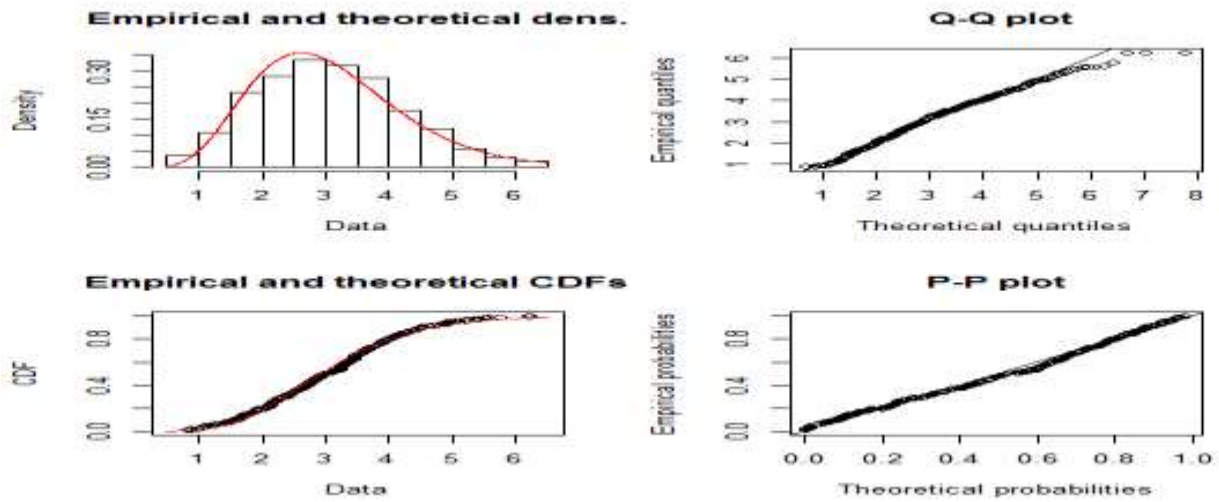 Empirical and theoretical dens.
Density
0.00 0.15 0.30
1 2 3 4 5 6
Data
Q-Q plot
Empirical quantiles
1 2 3 4 5 6
1 2 3 4 5 6 7 8
Theoretical quantiles
Empirical and theoretical CDFs
CDF
0.0 0.4 0.8
1 2 3 4 5 6
Data
P-P plot
Empirical probabilities
0.0 0.4 0.8
0.0 0.2 0.4 0.6 0.8 1.0
Theoretical probabilities